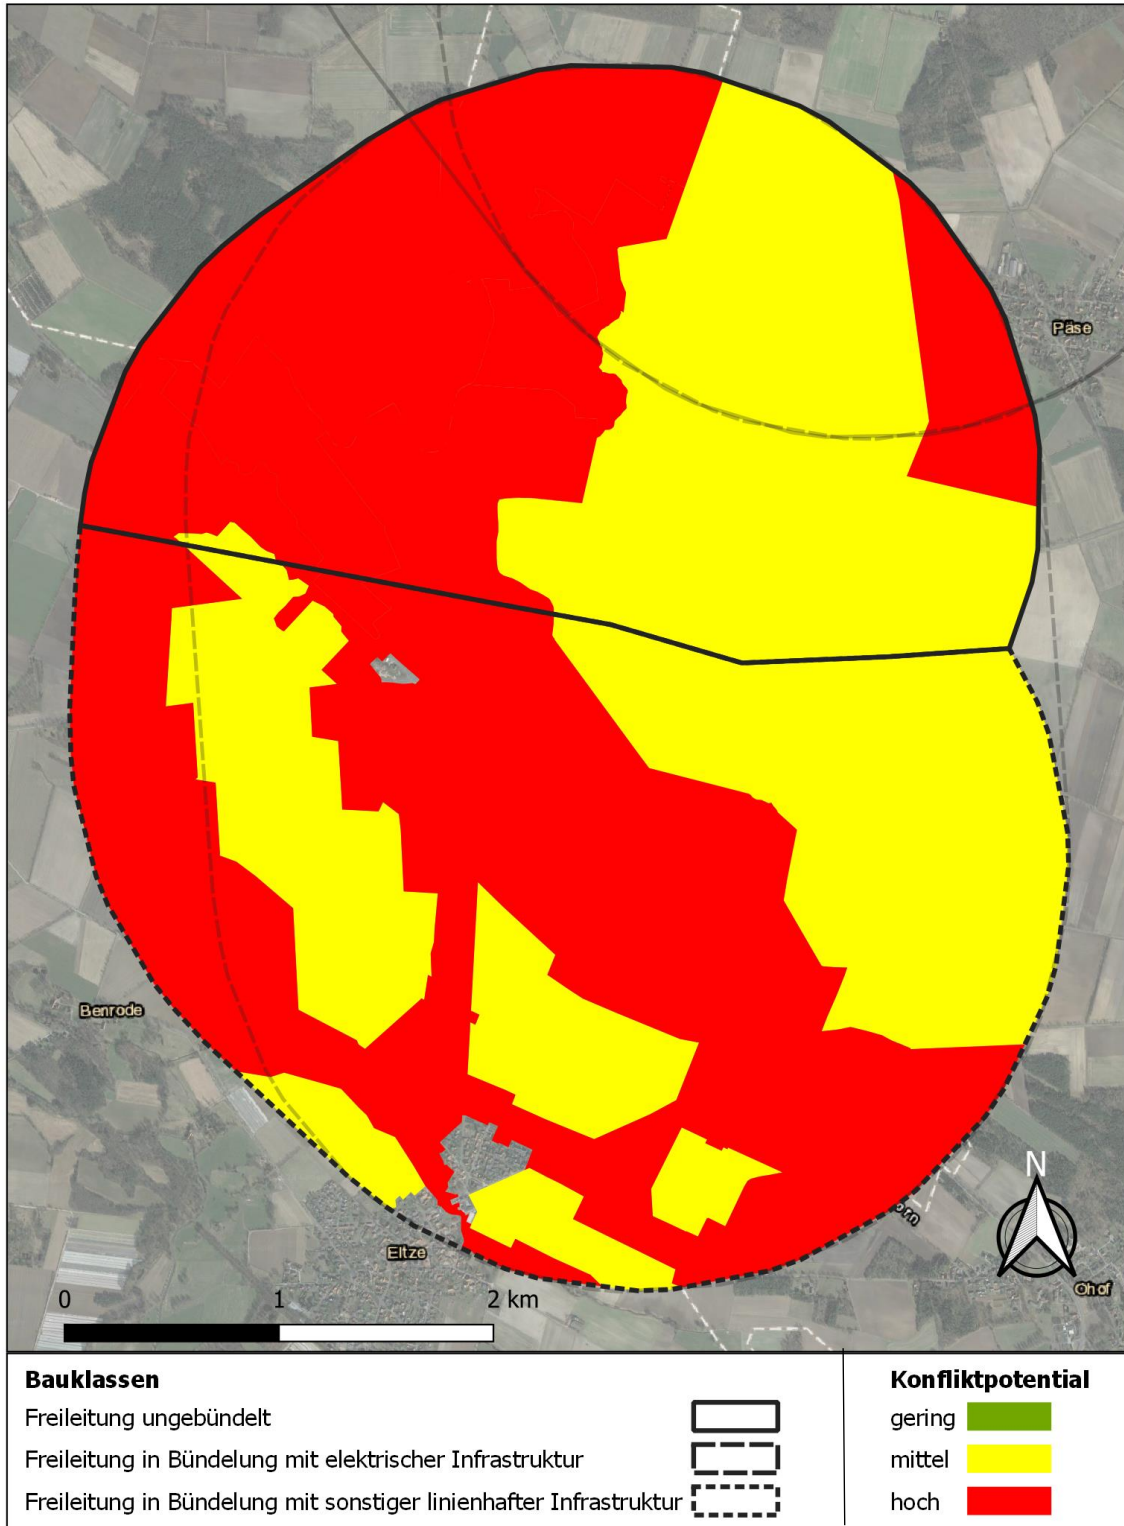 Päse
Benrode
Eltze
orn
N
Ohof
0 1 2 km
Bauklassen
Freileitung ungebündelt
Freileitung in Bündelung mit elektrischer Infrastruktur
Freileitung in Bündelung mit sonstiger linienhafter Infrastruktur
Konfliktpotential
gering
mittel
hoch